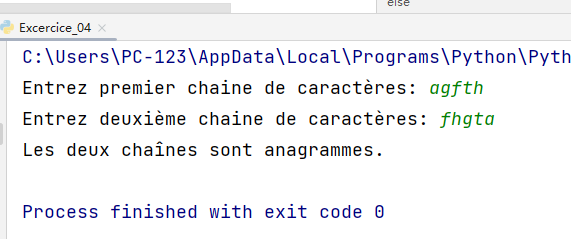 else
Excercice_04
C:\Users\PC-123\AppData\Local\Programs\Python\Pyth
Entrez premier chaine de caractères: agfth
Entrez deuxième chaine de caractères: fhgta
Les deux chaînes sont anagrammes.
Process finished with exit code 0